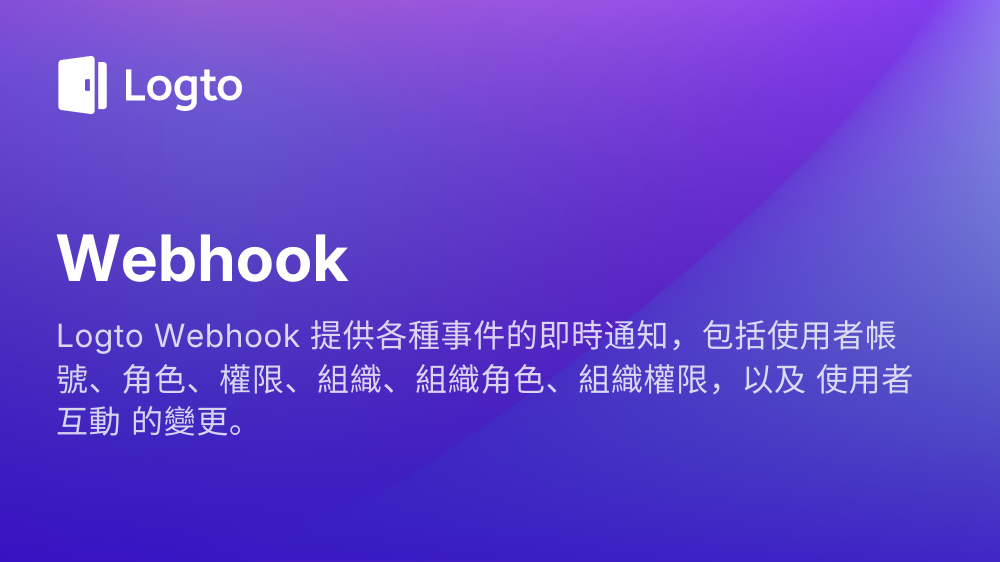 Logto
Webhook
Logto Webhook 提供各種事件的即時通知，包括使用者帳
號、角色、權限、組織、組織角色、組織權限，以及 使用者
互動 的變更。